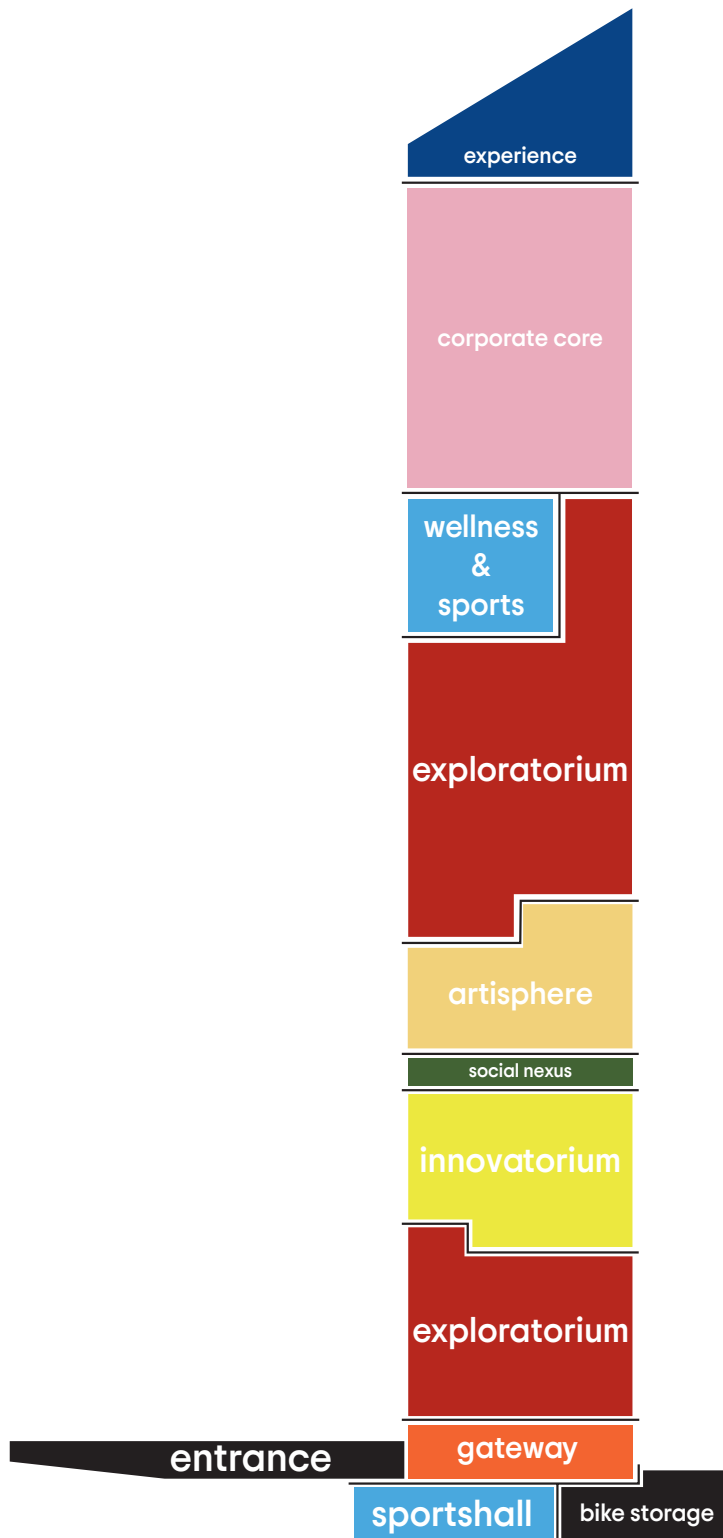 experience
corporate core
wellness
&
sports
exploratorium
artisphere
social nexus
innovatorium
exploratorium
gateway
entrance
sportshall
bike storage